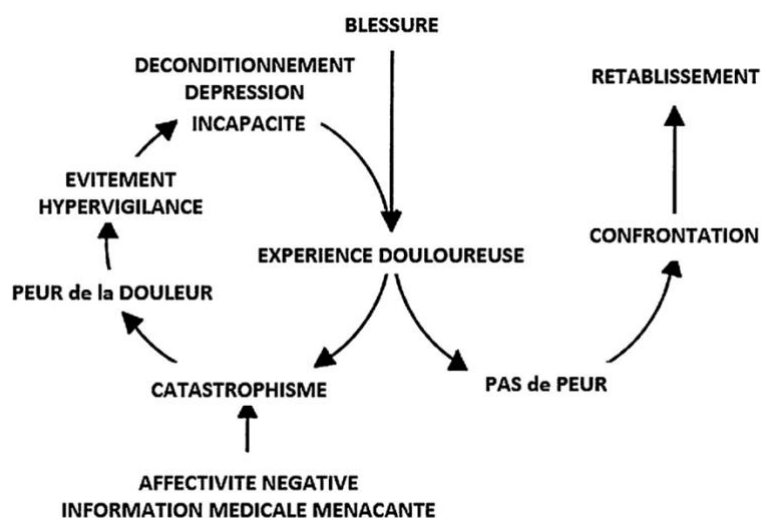 BLESSURE
DECONDITIONNEMENT
DEPRESSION
INCAPACITE
RETABLISSEMENT
EVITEMENT
HYPERVIGILANCE
CONFRONTATION
EXPERIENCE DOULOUREUSE
PEUR de la DOULEUR
CATASTROPHISME
PAS de PEUR
AFFECTIVITE NEGATIVE
INFORMATION MEDICALE MENACANTE